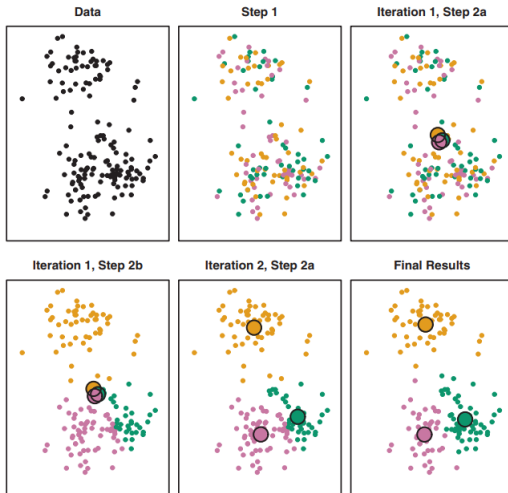 Data
Step 1
Iteration 1, Step 2a
Iteration 1, Step 2b
Iteration 2, Step 2a
Final Results